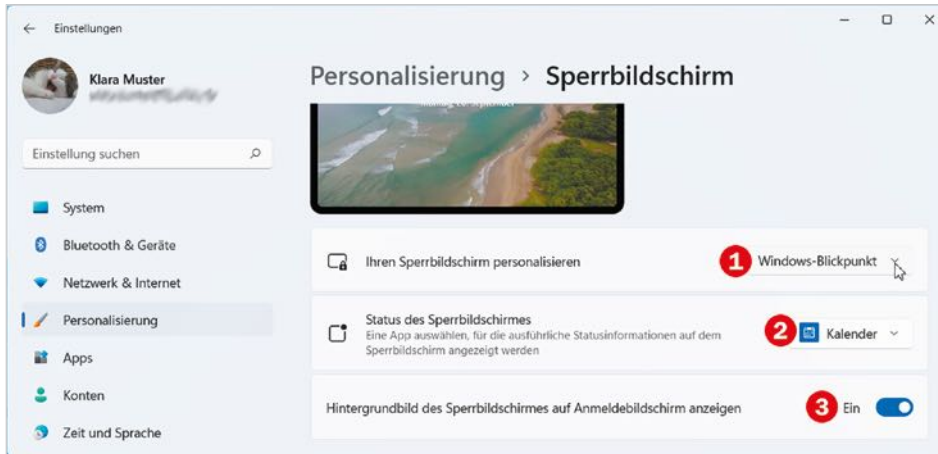 Einstellungen
Klara Muster
Personalisierung > Sperrbildschirm
Einstellung suchen
System
Bluetooth & Geräte
Netzwerk & Internet
Personalisierung
Apps
Konten
Zeit und Sprache
Ihren Sperrbildschirm personalisieren
1 Windows-Blickpunkt
Status des Sperrbildschirmes
Eine App auswählen, für die ausführliche Statusinformationen auf dem
Sperrbildschirm angezeigt werden
2 Kalender
Hintergrundbild des Sperrbildschirmes auf Anmeldebildschirm anzeigen
3 Ein